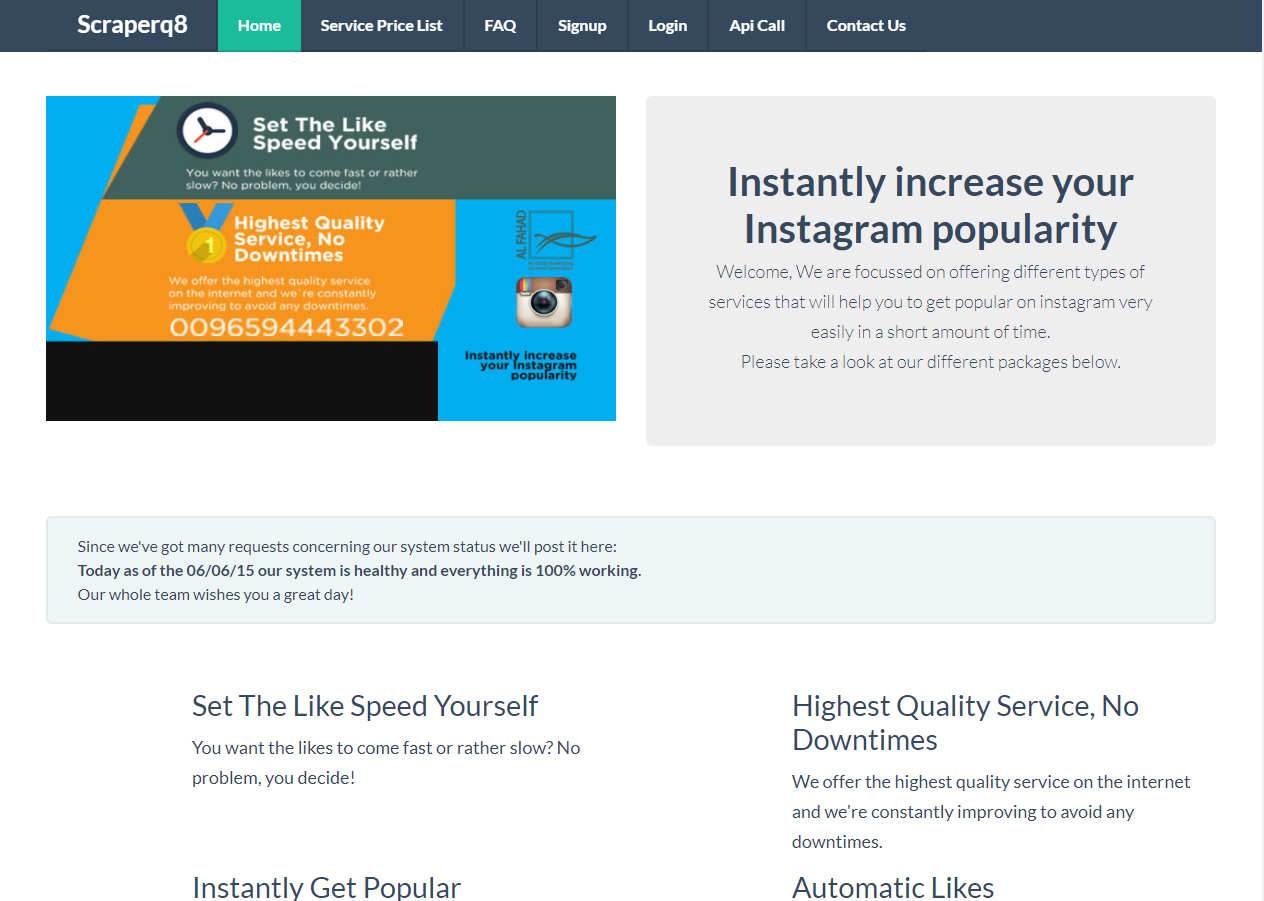 Scraperq8
Home
Service Price List
FAQ
Signup
Login
Api Call
Contact Us
Set The Like
Speed Yourself
You want the likes to come fast or rather
slow? No problem, you decide!
1
Highest Quality
Service, No
Downtimes
We offer the highest quality service
on the internet and we`re constantly
improving to avoid any downtimes.
0096594443302
AL FAHAD
Instantly increase
your Instagram
popularity
Instantly increase your
Instagram popularity
Welcome, We are focussed on offering different types of
services that will help you to get popular on instagram very
easily in a short amount of time.
Please take a look at our different packages below.
Since we've got many requests concerning our system status we'll post it here:
Today as of the 06/06/15 our system is healthy and everything is 100% working.
Our whole team wishes you a great day!
Set The Like Speed Yourself
You want the likes to come fast or rather slow? No
problem, you decide!
Highest Quality Service, No
Downtimes
We offer the highest quality service on the internet
and we're constantly improving to avoid any
downtimes.
Instantly Get Popular
Automatic Likes